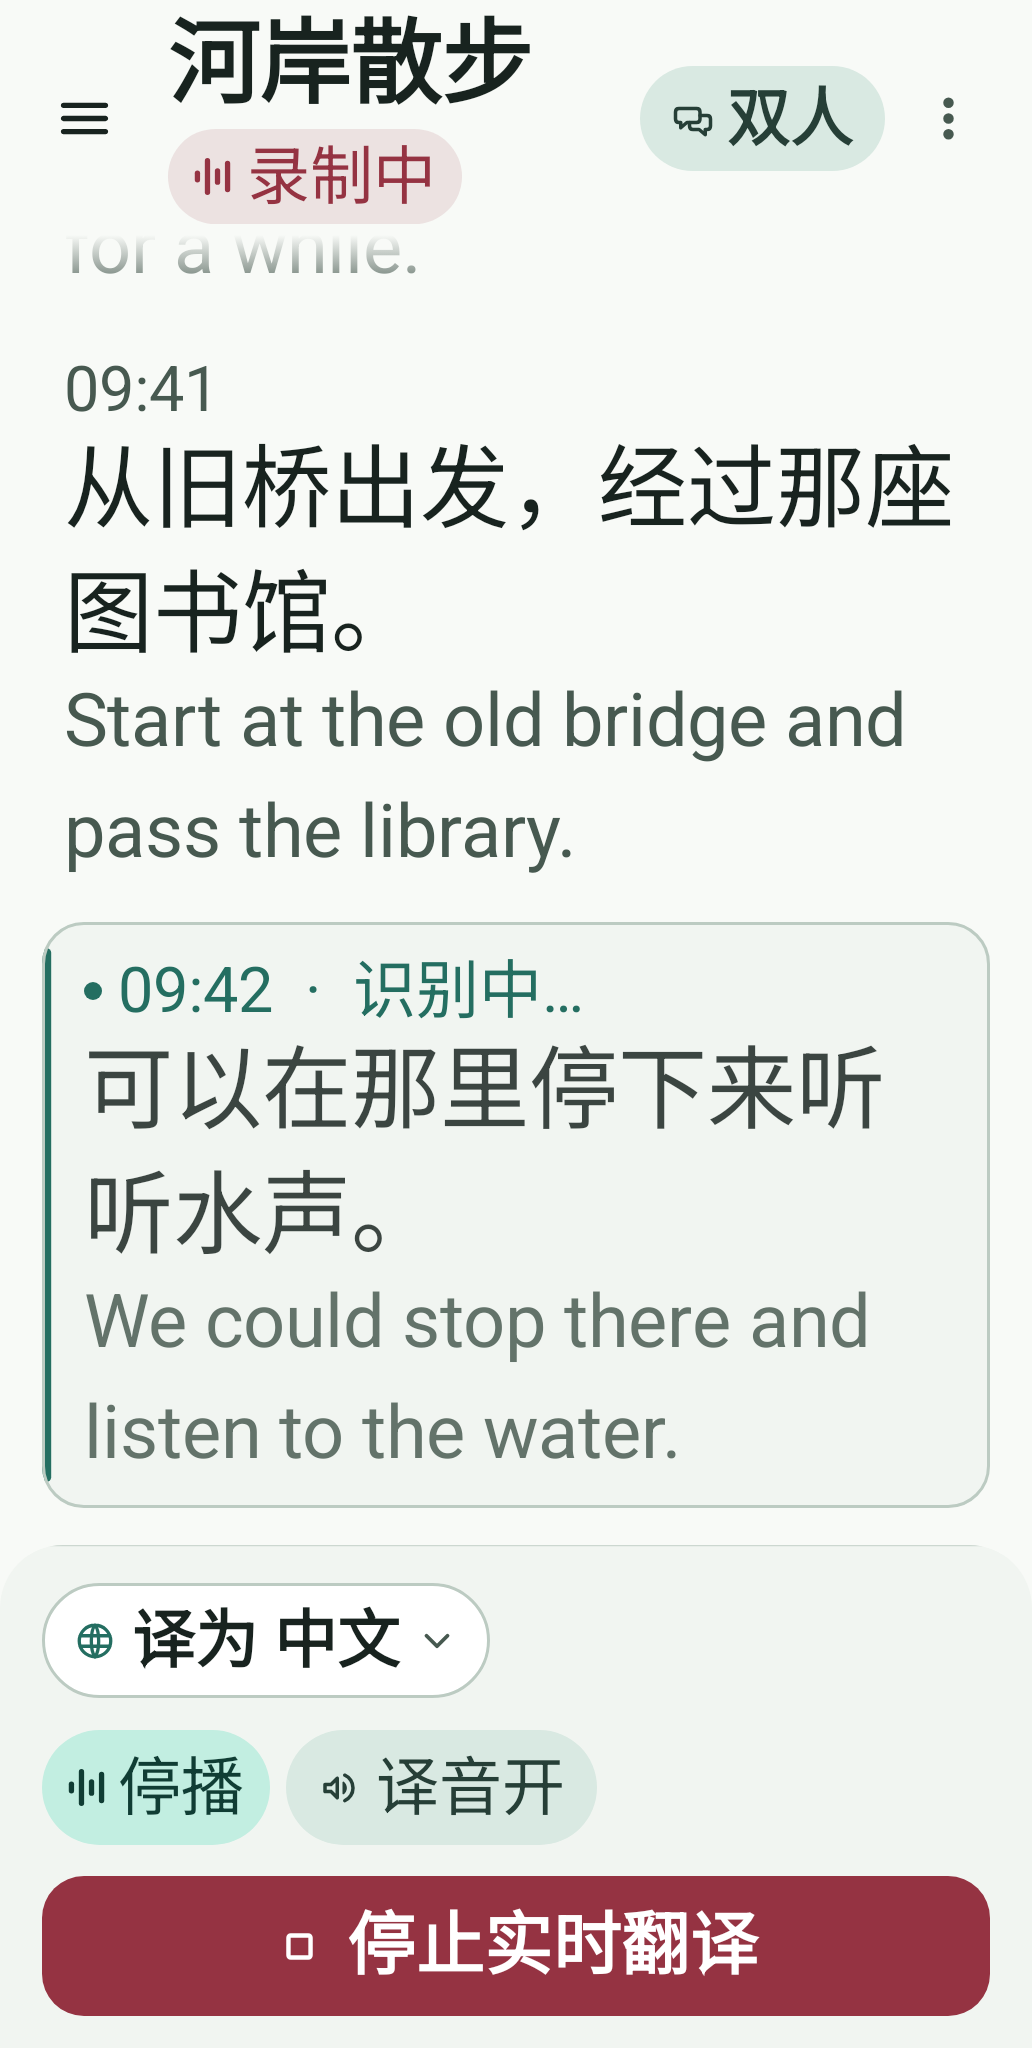 河岸散步
录制中
双人
for a while.
09:41
从旧桥出发，经过那座
图书馆。
Start at the old bridge and
pass the library.
09:42 · 识别中...
可以在那里停下来听
听水声。
We could stop there and
listen to the water.
译为 中文
停播
译音开
停止实时翻译